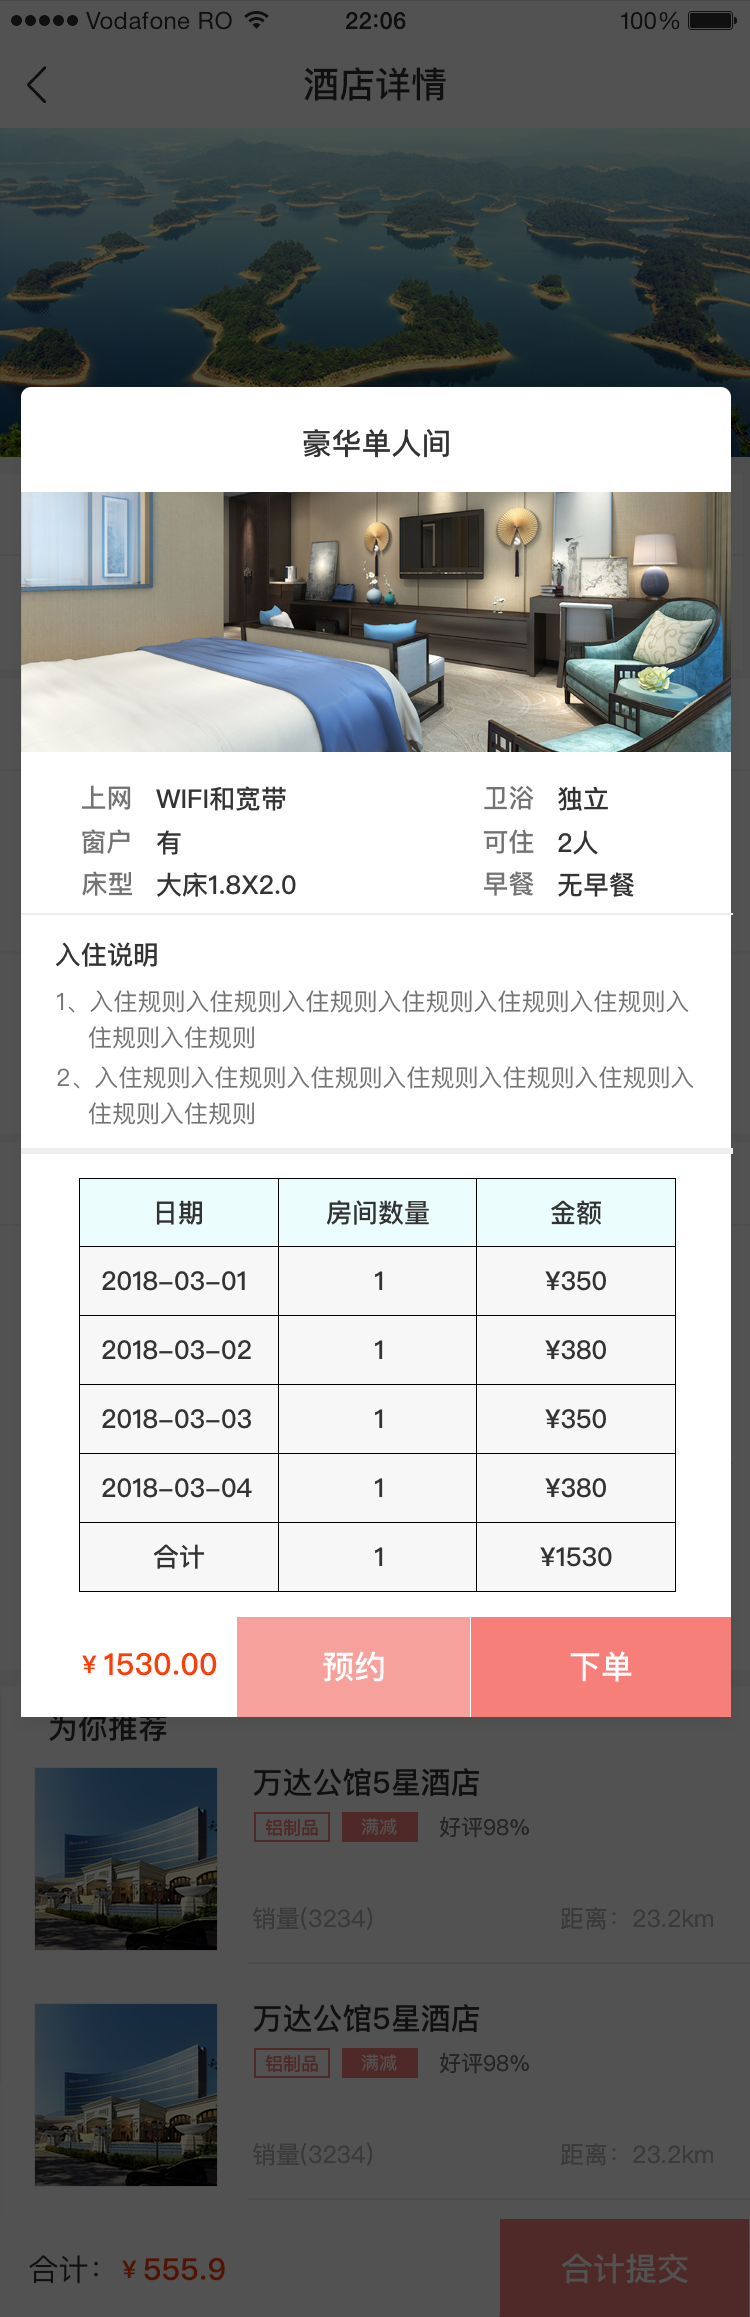 Vodafone RO 22:06 100%
酒店详情
豪华单人间
上网 WIFI和宽带 卫浴 独立
窗户 有 可住 2人
床型 大床1.8X2.0 早餐 无早餐
入住说明
1、入住规则入住规则入住规则入住规则入住规则入住规则入
住规则入住规则
2、入住规则入住规则入住规则入住规则入住规则入住规则入
住规则入住规则
日期 房间数量 金额
2018-03-01 1 ¥350
2018-03-02 1 ¥380
2018-03-03 1 ¥350
2018-03-04 1 ¥380
合计 1 ¥1530
¥1530.00 预约 下单
为你推荐
万达公馆5星酒店
铝制品 满减 好评98%
销量(3234) 距离：23.2km
万达公馆5星酒店
铝制品 满减 好评98%
销量(3234) 距离：23.2km
合计：¥555.9 合计提交